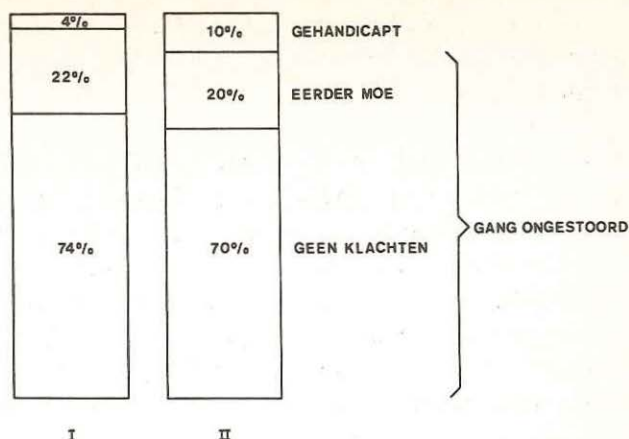 4%
10% GEHANDICAPT
22%
20% EERDER MOE
GANG ONGESTOORD
74% 70% GEEN KLACHTEN
I II